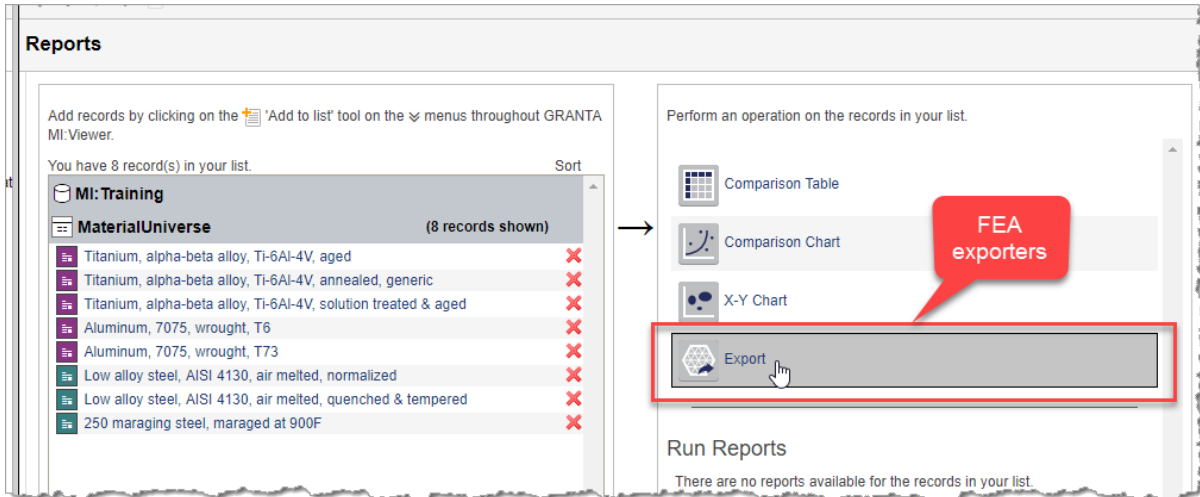 Reports
Add records by clicking on the 'Add to list' tool on the menus throughout GRANTA
MI:Viewer.
You have 8 record(s) in your list.
Sort
MI:Training
MaterialUniverse
(8 records shown)
Titanium, alpha-beta alloy, Ti-6Al-4V, aged
Titanium, alpha-beta alloy, Ti-6Al-4V, annealed, generic
Titanium, alpha-beta alloy, Ti-6Al-4V, solution treated & aged
Aluminum, 7075, wrought, T6
Aluminum, 7075, wrought, T73
Low alloy steel, AISI 4130, air melted, normalized
Low alloy steel, AISI 4130, air melted, quenched & tempered
250 maraging steel, maraged at 900F
Perform an operation on the records in your list.
Comparison Table
Comparison Chart
X-Y Chart
Export
FEA
exporters
Run Reports
There are no reports available for the records in your list.